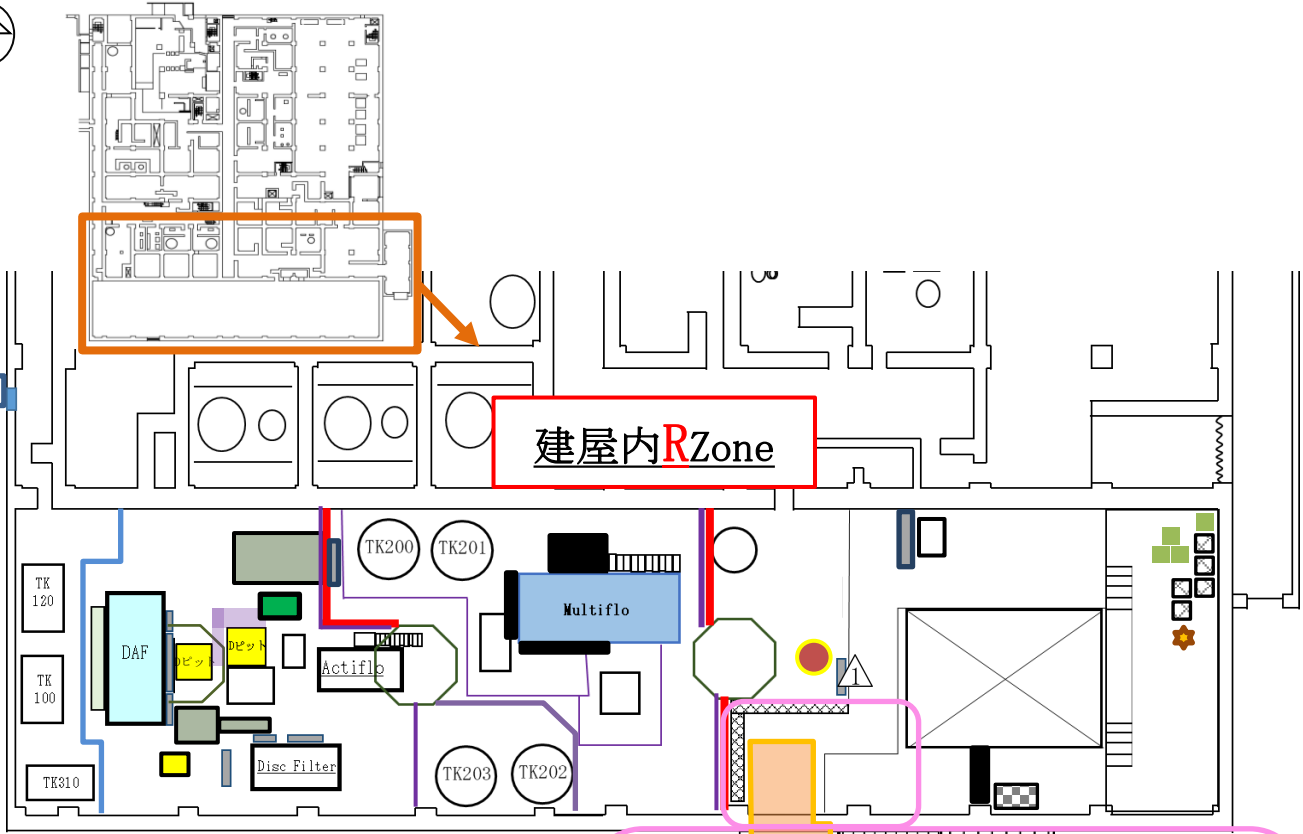 建屋内RZone
TK200
TK201
TK
120
Multiflo
DAF
Dピット
Dピット
Actiflo
TK
100
1
Disc Filter
TK203
TK202
TK310